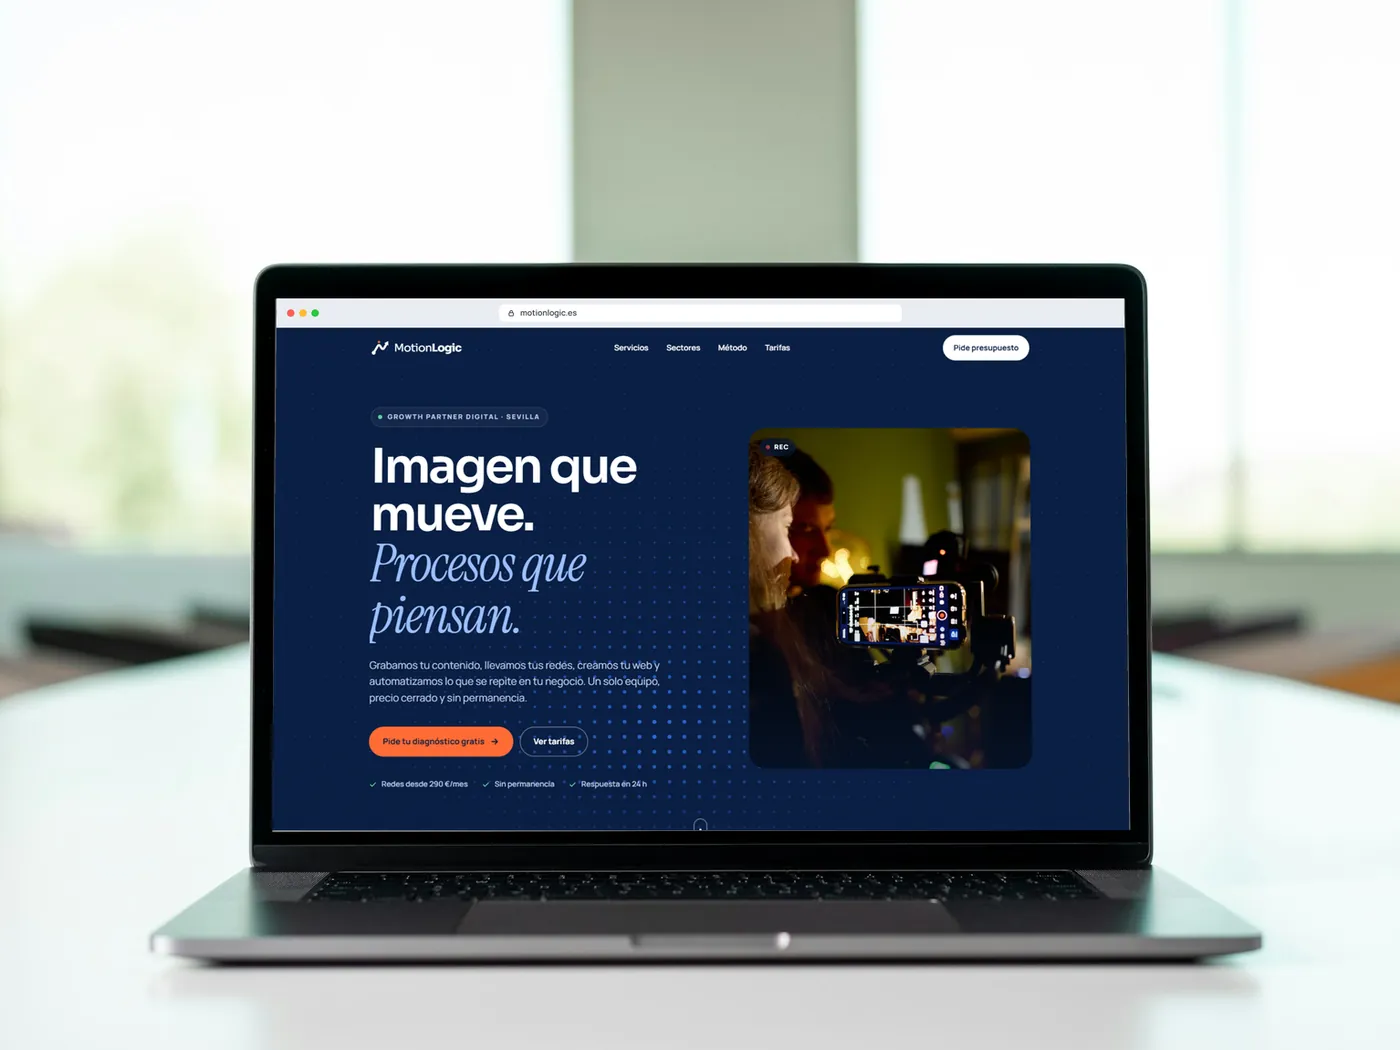 motionlogic.es
MotionLogic
Servicios
Sectores
Método
Tarifas
Pide presupuesto
GROWTH PARTNER DIGITAL · SEVILLA
Imagen que
mueve.
Procesos que
piensan.
Grabamos tu contenido, llevamos tus redes, creamos tu web y
automatizamos lo que se repite en tu negocio. Un solo equipo,
precio cerrado y sin permanencia.
Pide tu diagnóstico gratis →
Ver tarifas
✓ Redes desde 290 €/mes
✓ Sin permanencia
✓ Respuesta en 24 h
REC